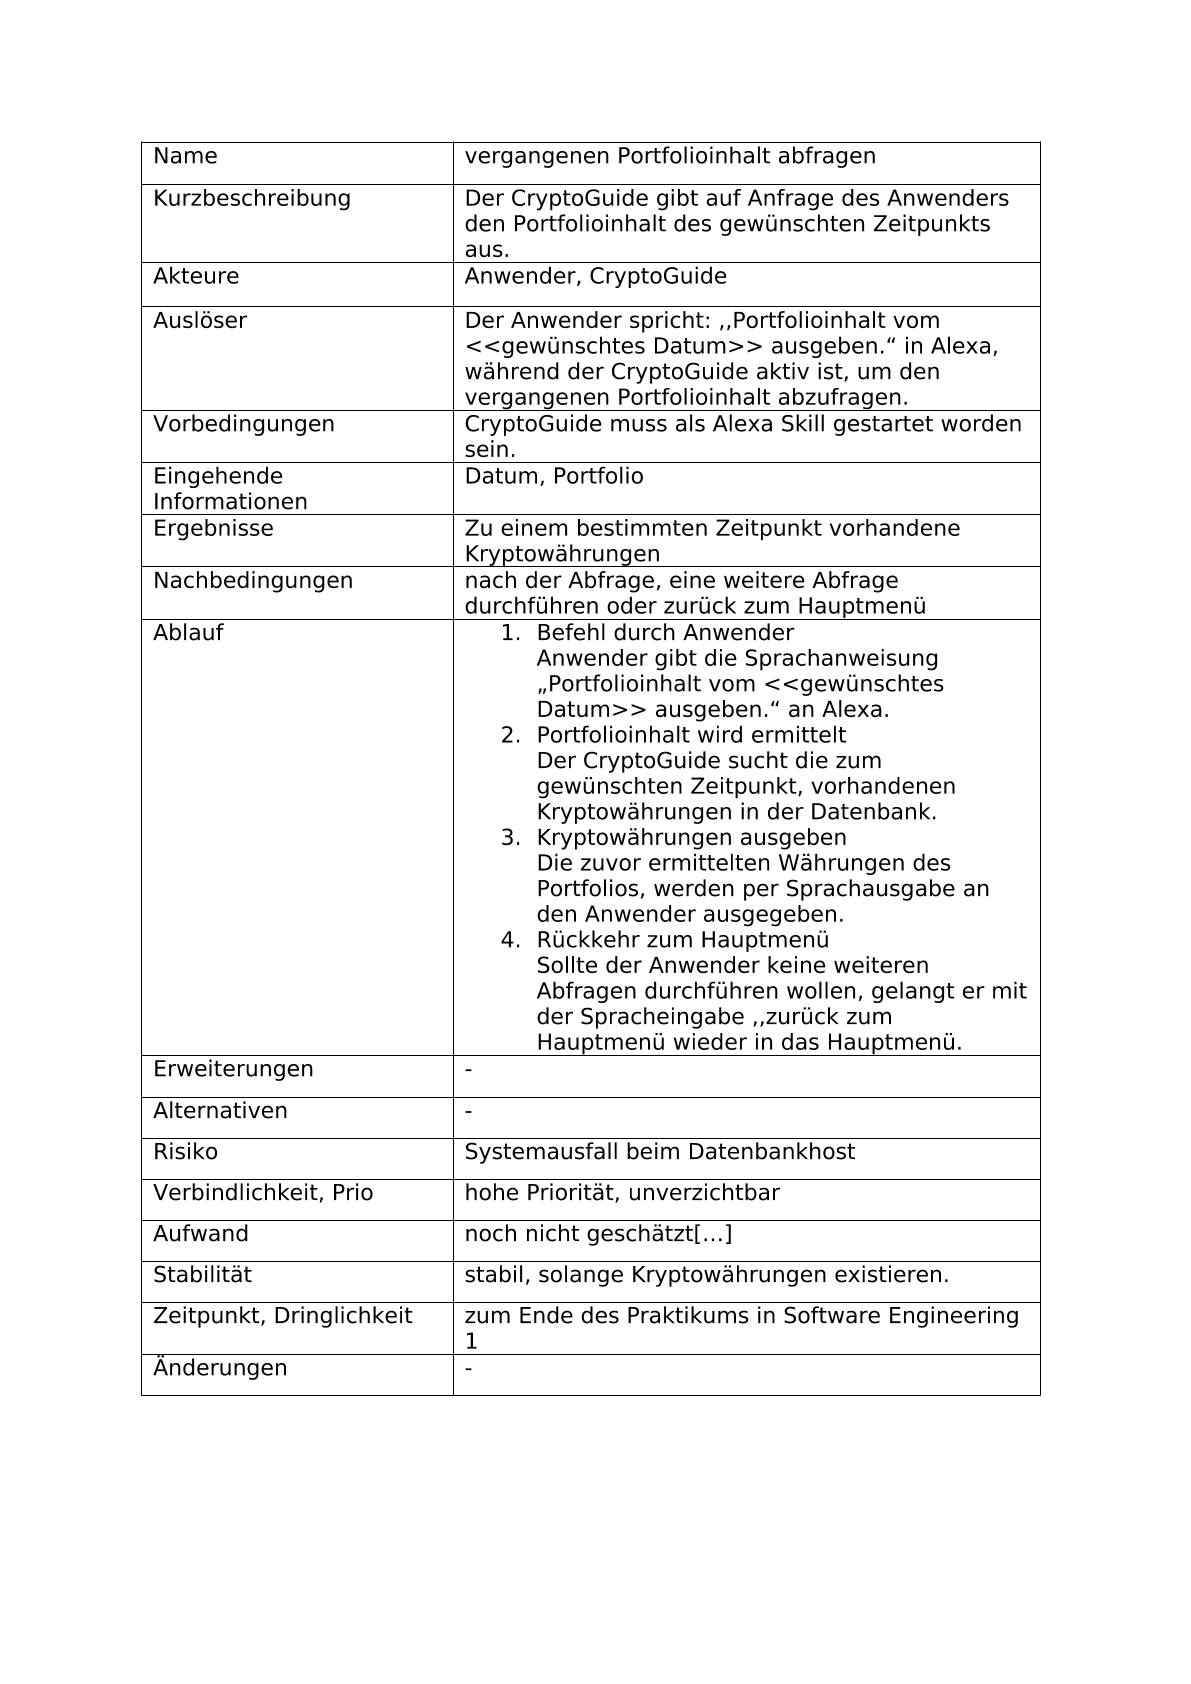 Name
vergangenen Portfolioinhalt abfragen
Kurzbeschreibung
Der CryptoGuide gibt auf Anfrage des Anwenders
den Portfolioinhalt des gewünschten Zeitpunkts
aus.
Akteure
Anwender, CryptoGuide
Auslöser
Der Anwender spricht: ,,Portfolioinhalt vom
<<gewünschtes Datum>> ausgeben.“ in Alexa,
während der CryptoGuide aktiv ist, um den
vergangenen Portfolioinhalt abzufragen.
Vorbedingungen
CryptoGuide muss als Alexa Skill gestartet worden
sein.
Eingehende
Informationen
Datum, Portfolio
Ergebnisse
Zu einem bestimmten Zeitpunkt vorhandene
Kryptowährungen
Nachbedingungen
nach der Abfrage, eine weitere Abfrage
durchführen oder zurück zum Hauptmenü
Ablauf
1. Befehl durch Anwender
Anwender gibt die Sprachanweisung
„Portfolioinhalt vom <<gewünschtes
Datum>> ausgeben.“ an Alexa.
2. Portfolioinhalt wird ermittelt
Der CryptoGuide sucht die zum
gewünschten Zeitpunkt, vorhandenen
Kryptowährungen in der Datenbank.
3. Kryptowährungen ausgeben
Die zuvor ermittelten Währungen des
Portfolios, werden per Sprachausgabe an
den Anwender ausgegeben.
4. Rückkehr zum Hauptmenü
Sollte der Anwender keine weiteren
Abfragen durchführen wollen, gelangt er mit
der Spracheingabe ,,zurück zum
Hauptmenü wieder in das Hauptmenü.
Erweiterungen
-
Alternativen
-
Risiko
Systemausfall beim Datenbankhost
Verbindlichkeit, Prio
hohe Priorität, unverzichtbar
Aufwand
noch nicht geschätzt[…]
Stabilität
stabil, solange Kryptowährungen existieren.
Zeitpunkt, Dringlichkeit
zum Ende des Praktikums in Software Engineering
1
Änderungen
-